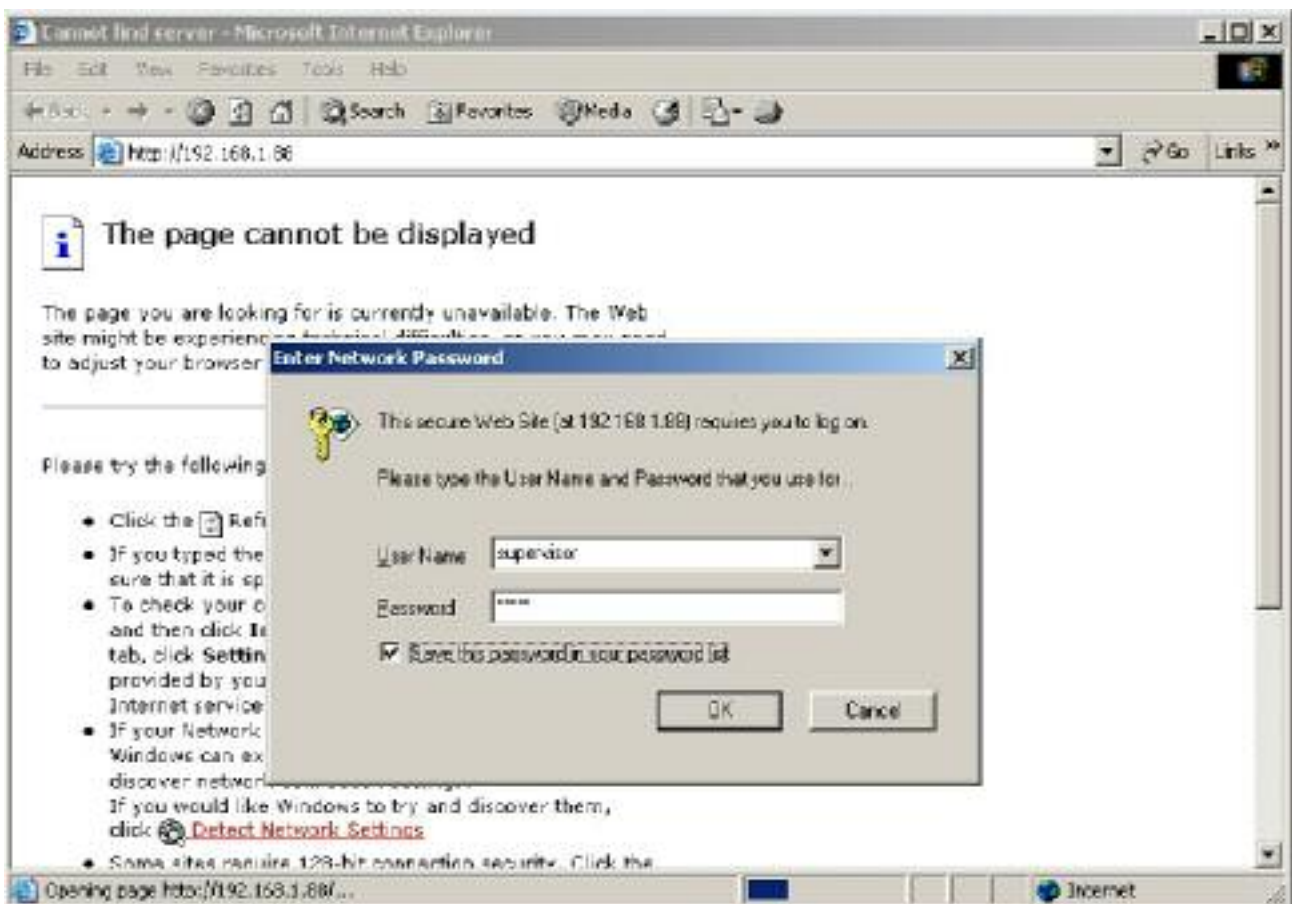 Cannot find server - Microsoft Internet Explorer
File Edit View Favorites Tools Help
Back Search Favorites Media
Address http://192.168.1.88 Go Links »
The page cannot be displayed
The page you are looking for is currently unavailable. The Web
site might be experiencing
to adjust your browser
Enter Network Password
This secure Web Site (at 192.168.1.88) requires you to log on.
Please type the User Name and Password that you use for .
User Name supervisor
Password *****
Save this password in your password list
OK Cancel
Please try the following
Click the Refr
If you typed the
sure that it is sp
To check your c
and then click
tab, click Settin
provided by you
Internet service
If your Network
Windows can ex
discover network
If you would like Windows to try and discover them,
click Detect Network Settings
Some sites require 128-bit connection security. Click the
Opening page http://192.168.1.88/... Internet